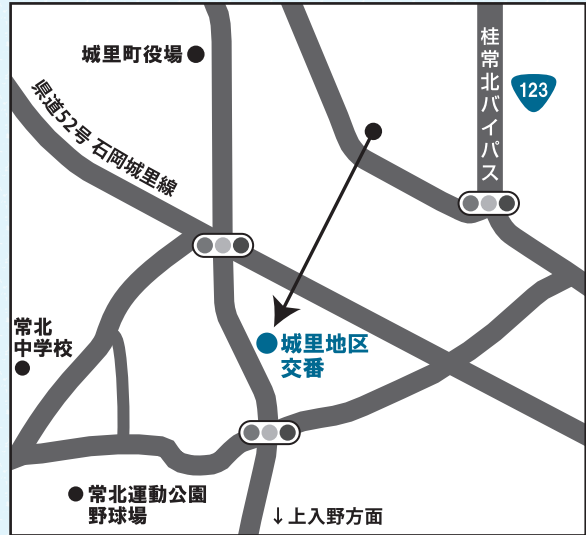 城里町役場
桂常北バイパス
123
県道52号 石岡城里線
常北
中学校
城里地区
交番
常北運動公園
野球場
↓上入野方面